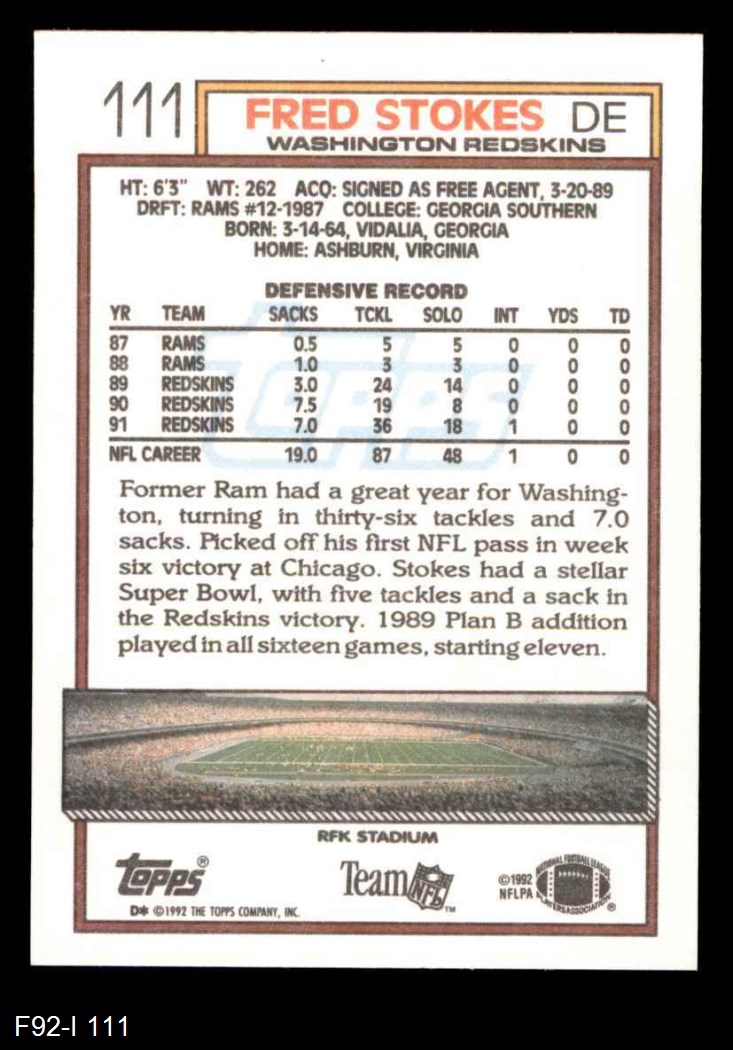 111 FRED STOKES DE
WASHINGTON REDSKINS
HT: 6'3" WT: 262 ACQ: SIGNED AS FREE AGENT, 3-20-89
DRFT: RAMS #12-1987 COLLEGE: GEORGIA SOUTHERN
BORN: 3-14-64, VIDALIA, GEORGIA
HOME: ASHBURN, VIRGINIA
DEFENSIVE RECORD
YR TEAM SACKS TCKL SOLO INT YDS TD
87 RAMS 0.5 5 5 0 0 0
88 RAMS 1.0 3 3 0 0 0
89 REDSKINS 3.0 24 14 0 0 0
90 REDSKINS 7.5 19 8 0 0 0
91 REDSKINS 7.0 36 18 1 0 0
NFL CAREER 19.0 87 48 1 0 0
Topps
Former Ram had a great year for Washing-
ton, turning in thirty-six tackles and 7.0
sacks. Picked off his first NFL pass in week
six victory at Chicago. Stokes had a stellar
Super Bowl, with five tackles and a sack in
the Redskins victory. 1989 Plan B addition
played in all sixteen games, starting eleven.
RFK STADIUM
Topps®
D* ©1992 THE TOPPS COMPANY, INC.
Team NFL™
©1992
NFLPA
NATIONAL FOOTBALL LEAGUE
PLAYERS ASSOCIATION®
F92-I 111